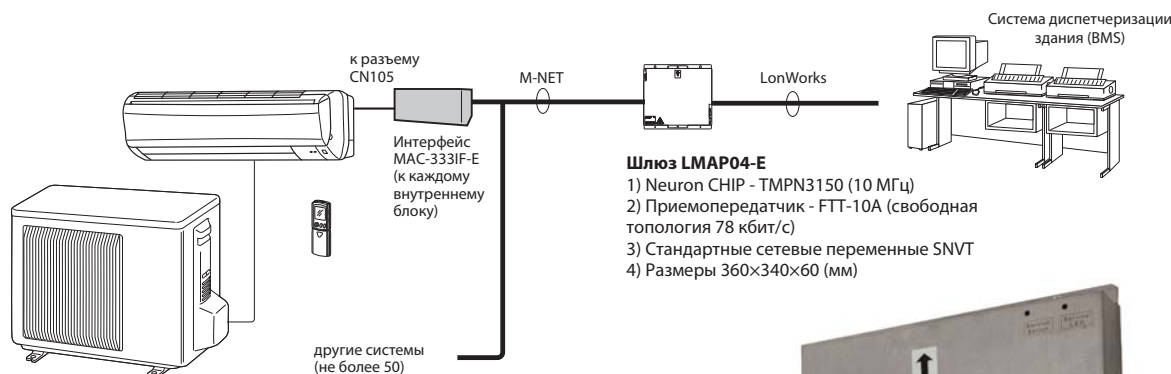 Система диспетчеризации
здания (BMS)
к разъему
CN105
M-NET
LonWorks
Интерфейс
MAC-333IF-E
(к каждому
внутреннему
блоку)
Шлюз LMAP04-E
1) Neuron CHIP - TMPN3150 (10 МГц)
2) Приемопередатчик - FTT-10A (свободная
топология 78 кбит/с)
3) Стандартные сетевые переменные SNVT
4) Размеры 360×340×60 (мм)
другие системы
(не более 50)